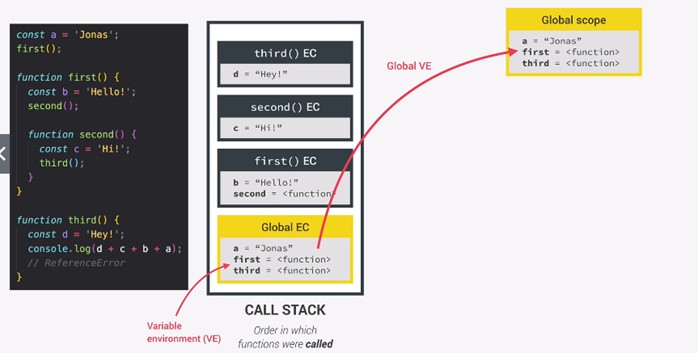 const a = 'Jonas';
first();
function first() {
const b = 'Hello!';
second();
function second() {
const c = 'Hi!';
third();
}
}
function third() {
const d = 'Hey!';
console.log(d + c + b + a);
// ReferenceError
}
third() EC
d = “Hey!”
second() EC
c = “Hi!”
first() EC
b = “Hello!”
second = <function>
Global EC
a = “Jonas”
first = <function>
third = <function>
CALL STACK
Order in which
functions were called
Variable
environment (VE)
Global VE
Global scope
a = “Jonas”
first = <function>
third = <function>